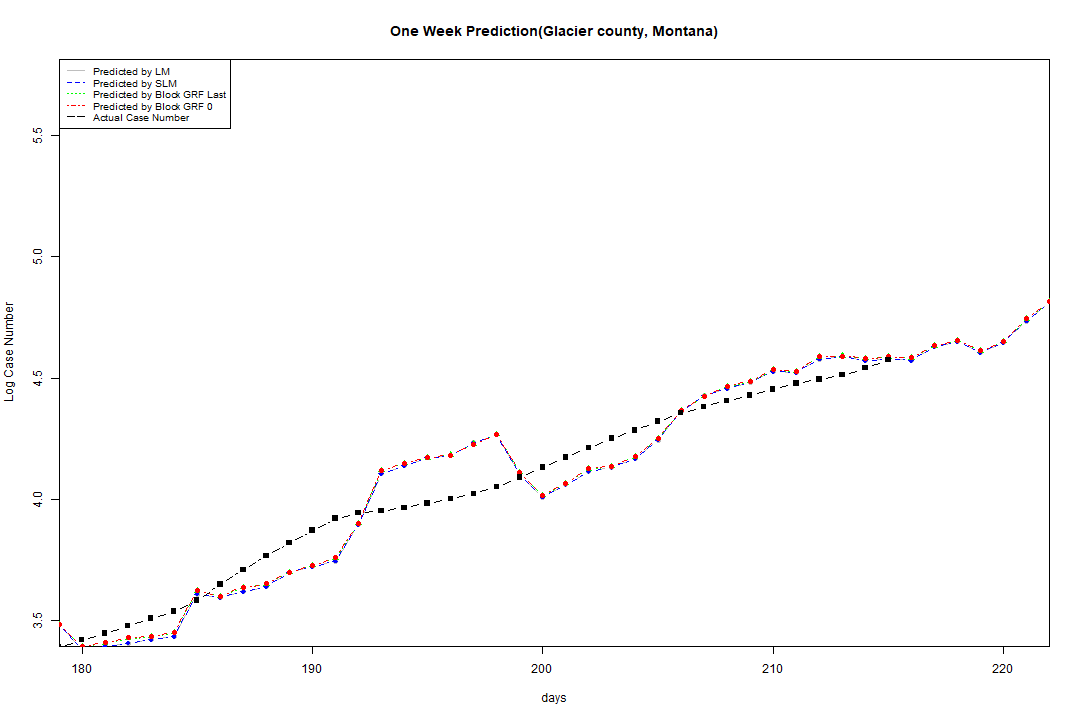 One Week Prediction(Glacier county, Montana)
Predicted by LM
Predicted by SLM
Predicted by Block GRF Last
Predicted by Block GRF 0
Actual Case Number
5.5
5.0
4.5
4.0
3.5
Log Case Number
180 190 200 210 220
days